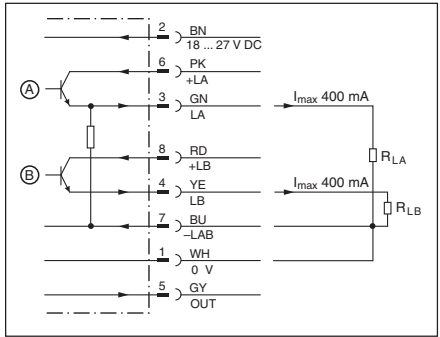 2 BN
18 ... 27 V DC
6 PK
+LA
A
3 GN
LA
Imax 400 mA
RLA
8 RD
+LB
B
4 YE
LB
Imax 400 mA
RLB
7 BU
–LAB
1 WH
0 V
5 GY
OUT